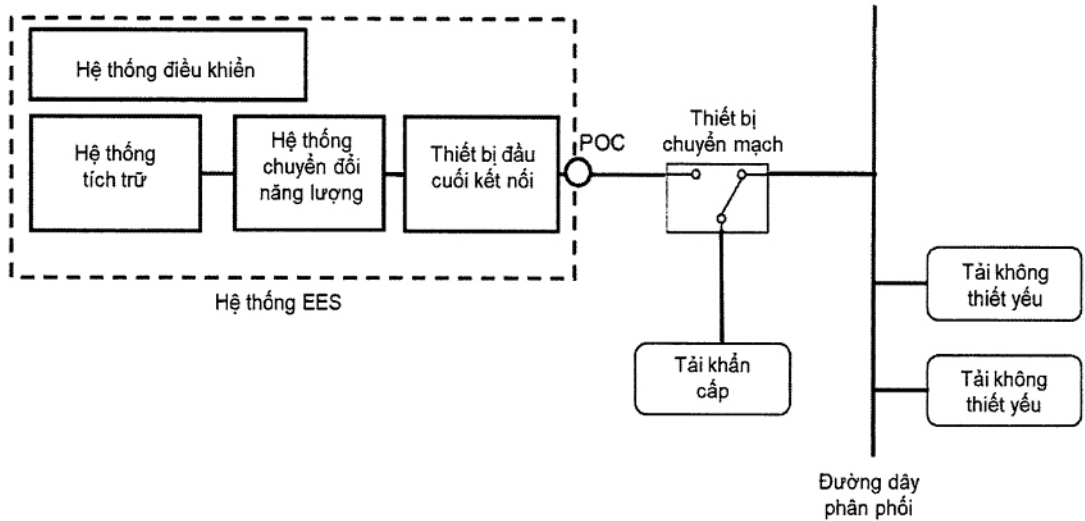 Hệ thống điều khiển
Hệ thống
tích trữ
Hệ thống
chuyển đổi
năng lượng
Thiết bị đầu
cuối kết nối
POC
Thiết bị
chuyển mạch
Hệ thống EES
Tải khẩn
cấp
Tải không
thiết yếu
Tải không
thiết yếu
Đường dây
phân phối